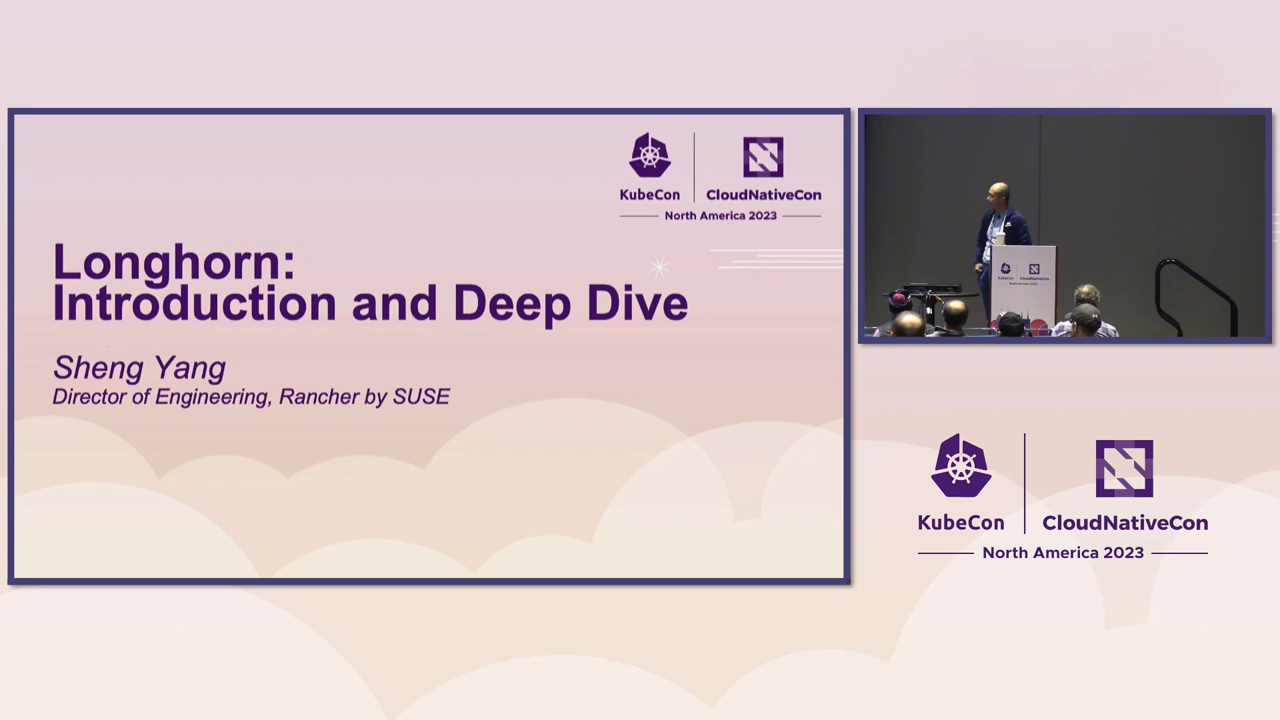 KubeCon
CloudNativeCon
North America 2023
Longhorn:
Introduction and Deep Dive
Sheng Yang
Director of Engineering, Rancher by SUSE
KubeCon
CloudNativeCon
North America 2023